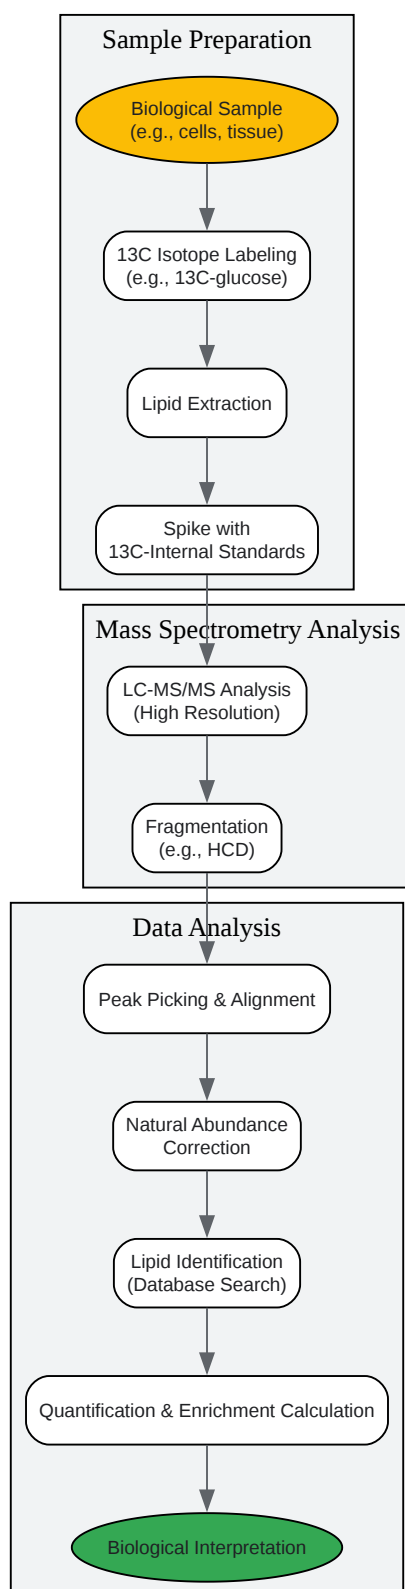 Sample Preparation
Biological Sample
(e.g., cells, tissue)
13C Isotope Labeling
(e.g., 13C-glucose)
Lipid Extraction
Spike with
13C-Internal Standards
Mass Spectrometry Analysis
LC-MS/MS Analysis
(High Resolution)
Fragmentation
(e.g., HCD)
Data Analysis
Peak Picking & Alignment
Natural Abundance
Correction
Lipid Identification
(Database Search)
Quantification & Enrichment Calculation
Biological Interpretation